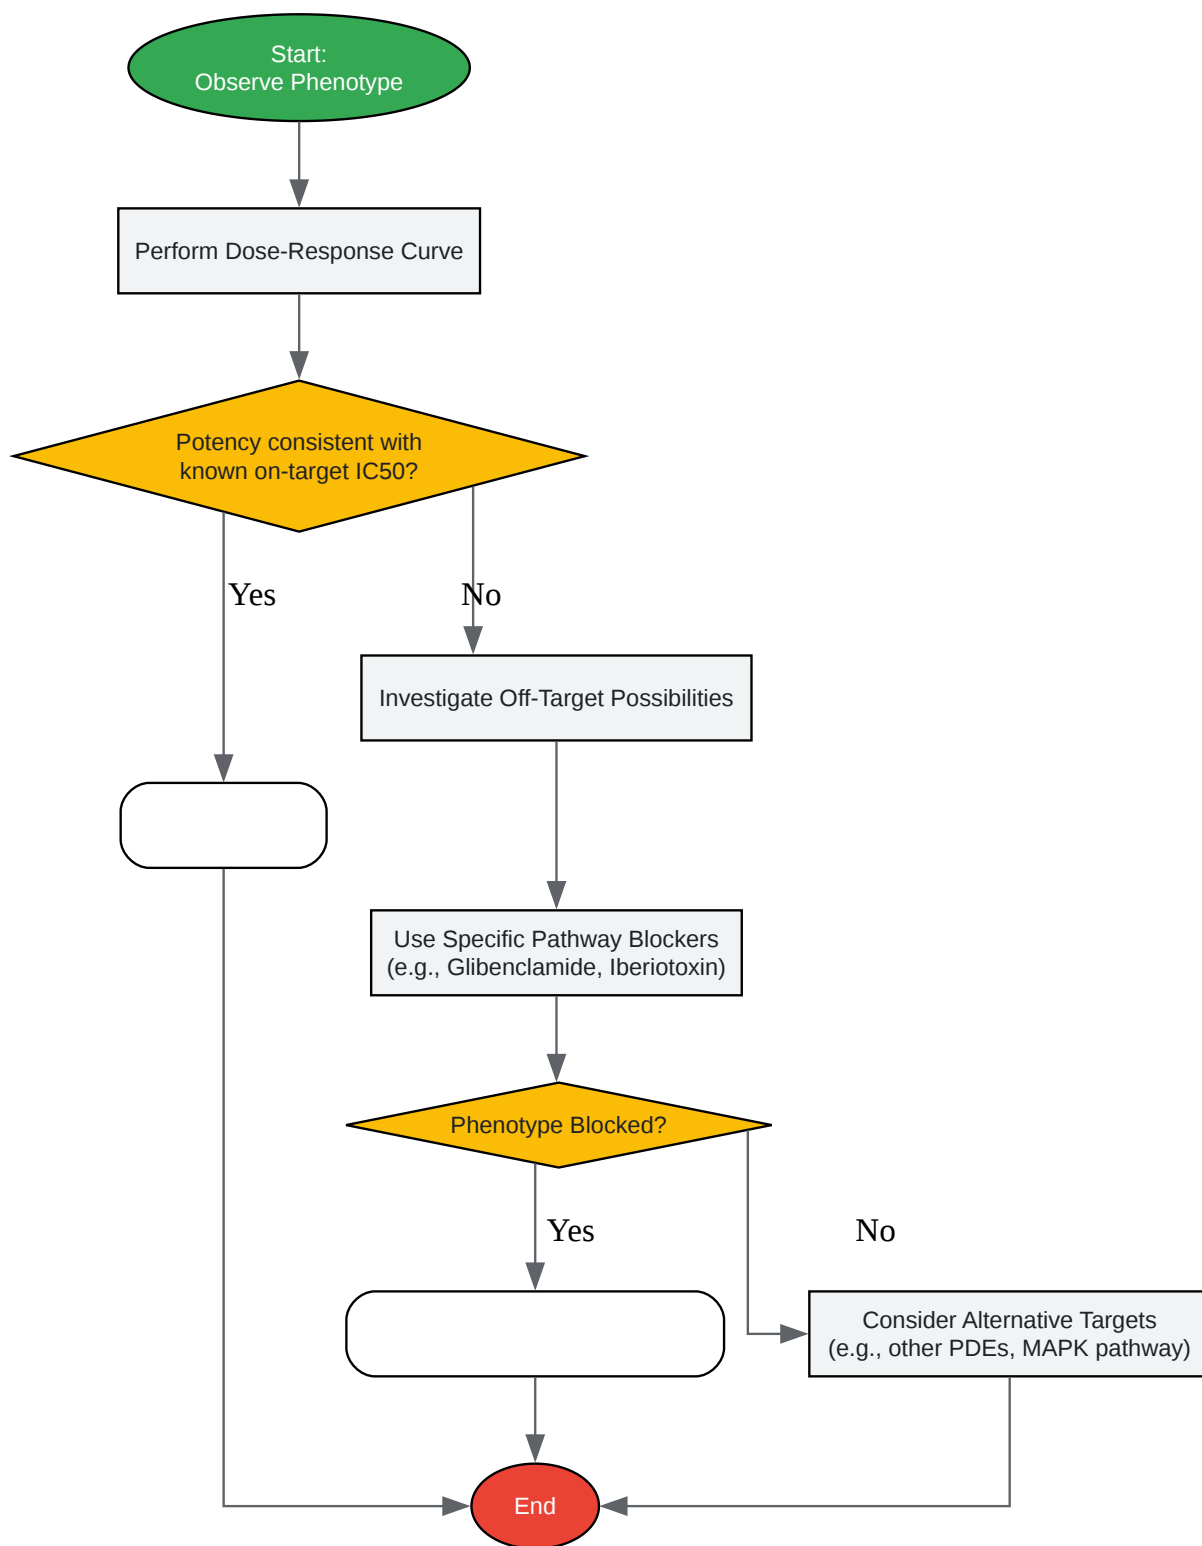 Start:
Observe Phenotype
Perform Dose-Response Curve
Potency consistent with
known on-target IC50?
Yes
No
Investigate Off-Target Possibilities
Use Specific Pathway Blockers
(e.g., Glibenclamide, Iberiotoxin)
Phenotype Blocked?
Yes
No
Consider Alternative Targets
(e.g., other PDEs, MAPK pathway)
End